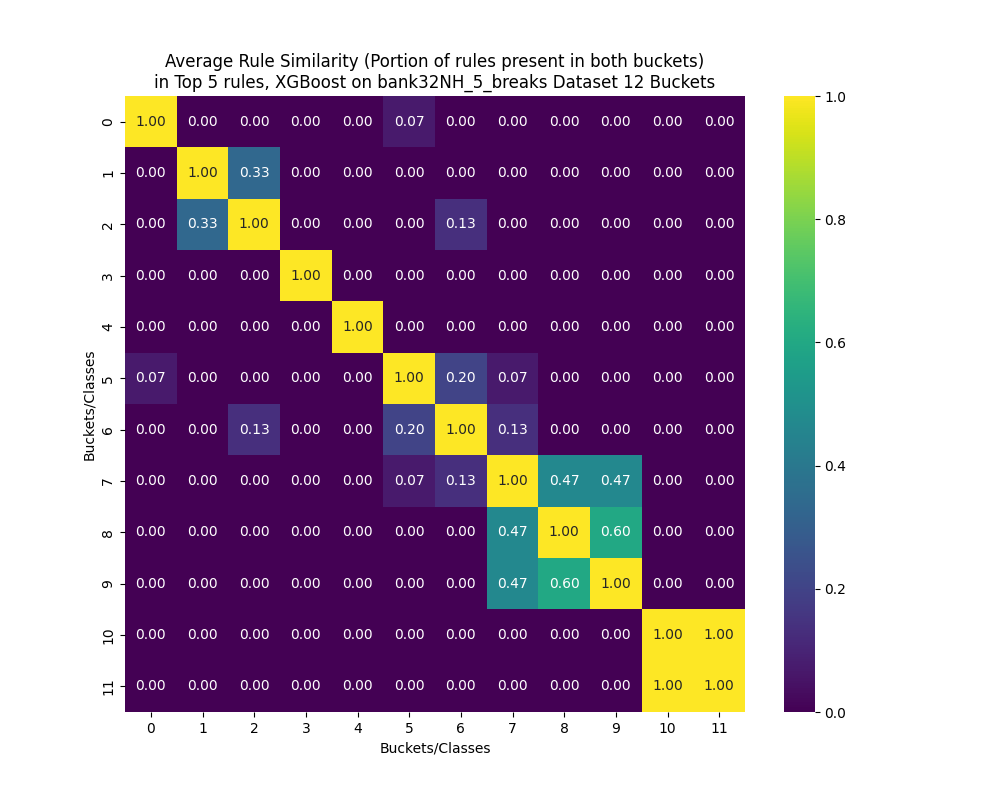 Average Rule Similarity (Portion of rules present in both buckets)
in Top 5 rules, XGBoost on bank32NH_5_breaks Dataset 12 Buckets
0 1.00 0.00 0.00 0.00 0.00 0.07 0.00 0.00 0.00 0.00 0.00 0.00
1 0.00 1.00 0.33 0.00 0.00 0.00 0.00 0.00 0.00 0.00 0.00 0.00
2 0.00 0.33 1.00 0.00 0.00 0.00 0.13 0.00 0.00 0.00 0.00 0.00
3 0.00 0.00 0.00 1.00 0.00 0.00 0.00 0.00 0.00 0.00 0.00 0.00
4 0.00 0.00 0.00 0.00 1.00 0.00 0.00 0.00 0.00 0.00 0.00 0.00
5 0.07 0.00 0.00 0.00 0.00 1.00 0.20 0.07 0.00 0.00 0.00 0.00
6 0.00 0.00 0.13 0.00 0.00 0.20 1.00 0.13 0.00 0.00 0.00 0.00
7 0.00 0.00 0.00 0.00 0.00 0.07 0.13 1.00 0.47 0.47 0.00 0.00
8 0.00 0.00 0.00 0.00 0.00 0.00 0.00 0.47 1.00 0.60 0.00 0.00
9 0.00 0.00 0.00 0.00 0.00 0.00 0.00 0.47 0.60 1.00 0.00 0.00
10 0.00 0.00 0.00 0.00 0.00 0.00 0.00 0.00 0.00 0.00 1.00 1.00
11 0.00 0.00 0.00 0.00 0.00 0.00 0.00 0.00 0.00 0.00 1.00 1.00
0 1 2 3 4 5 6 7 8 9 10 11
Buckets/Classes
Buckets/Classes
1.0
0.8
0.6
0.4
0.2
0.0